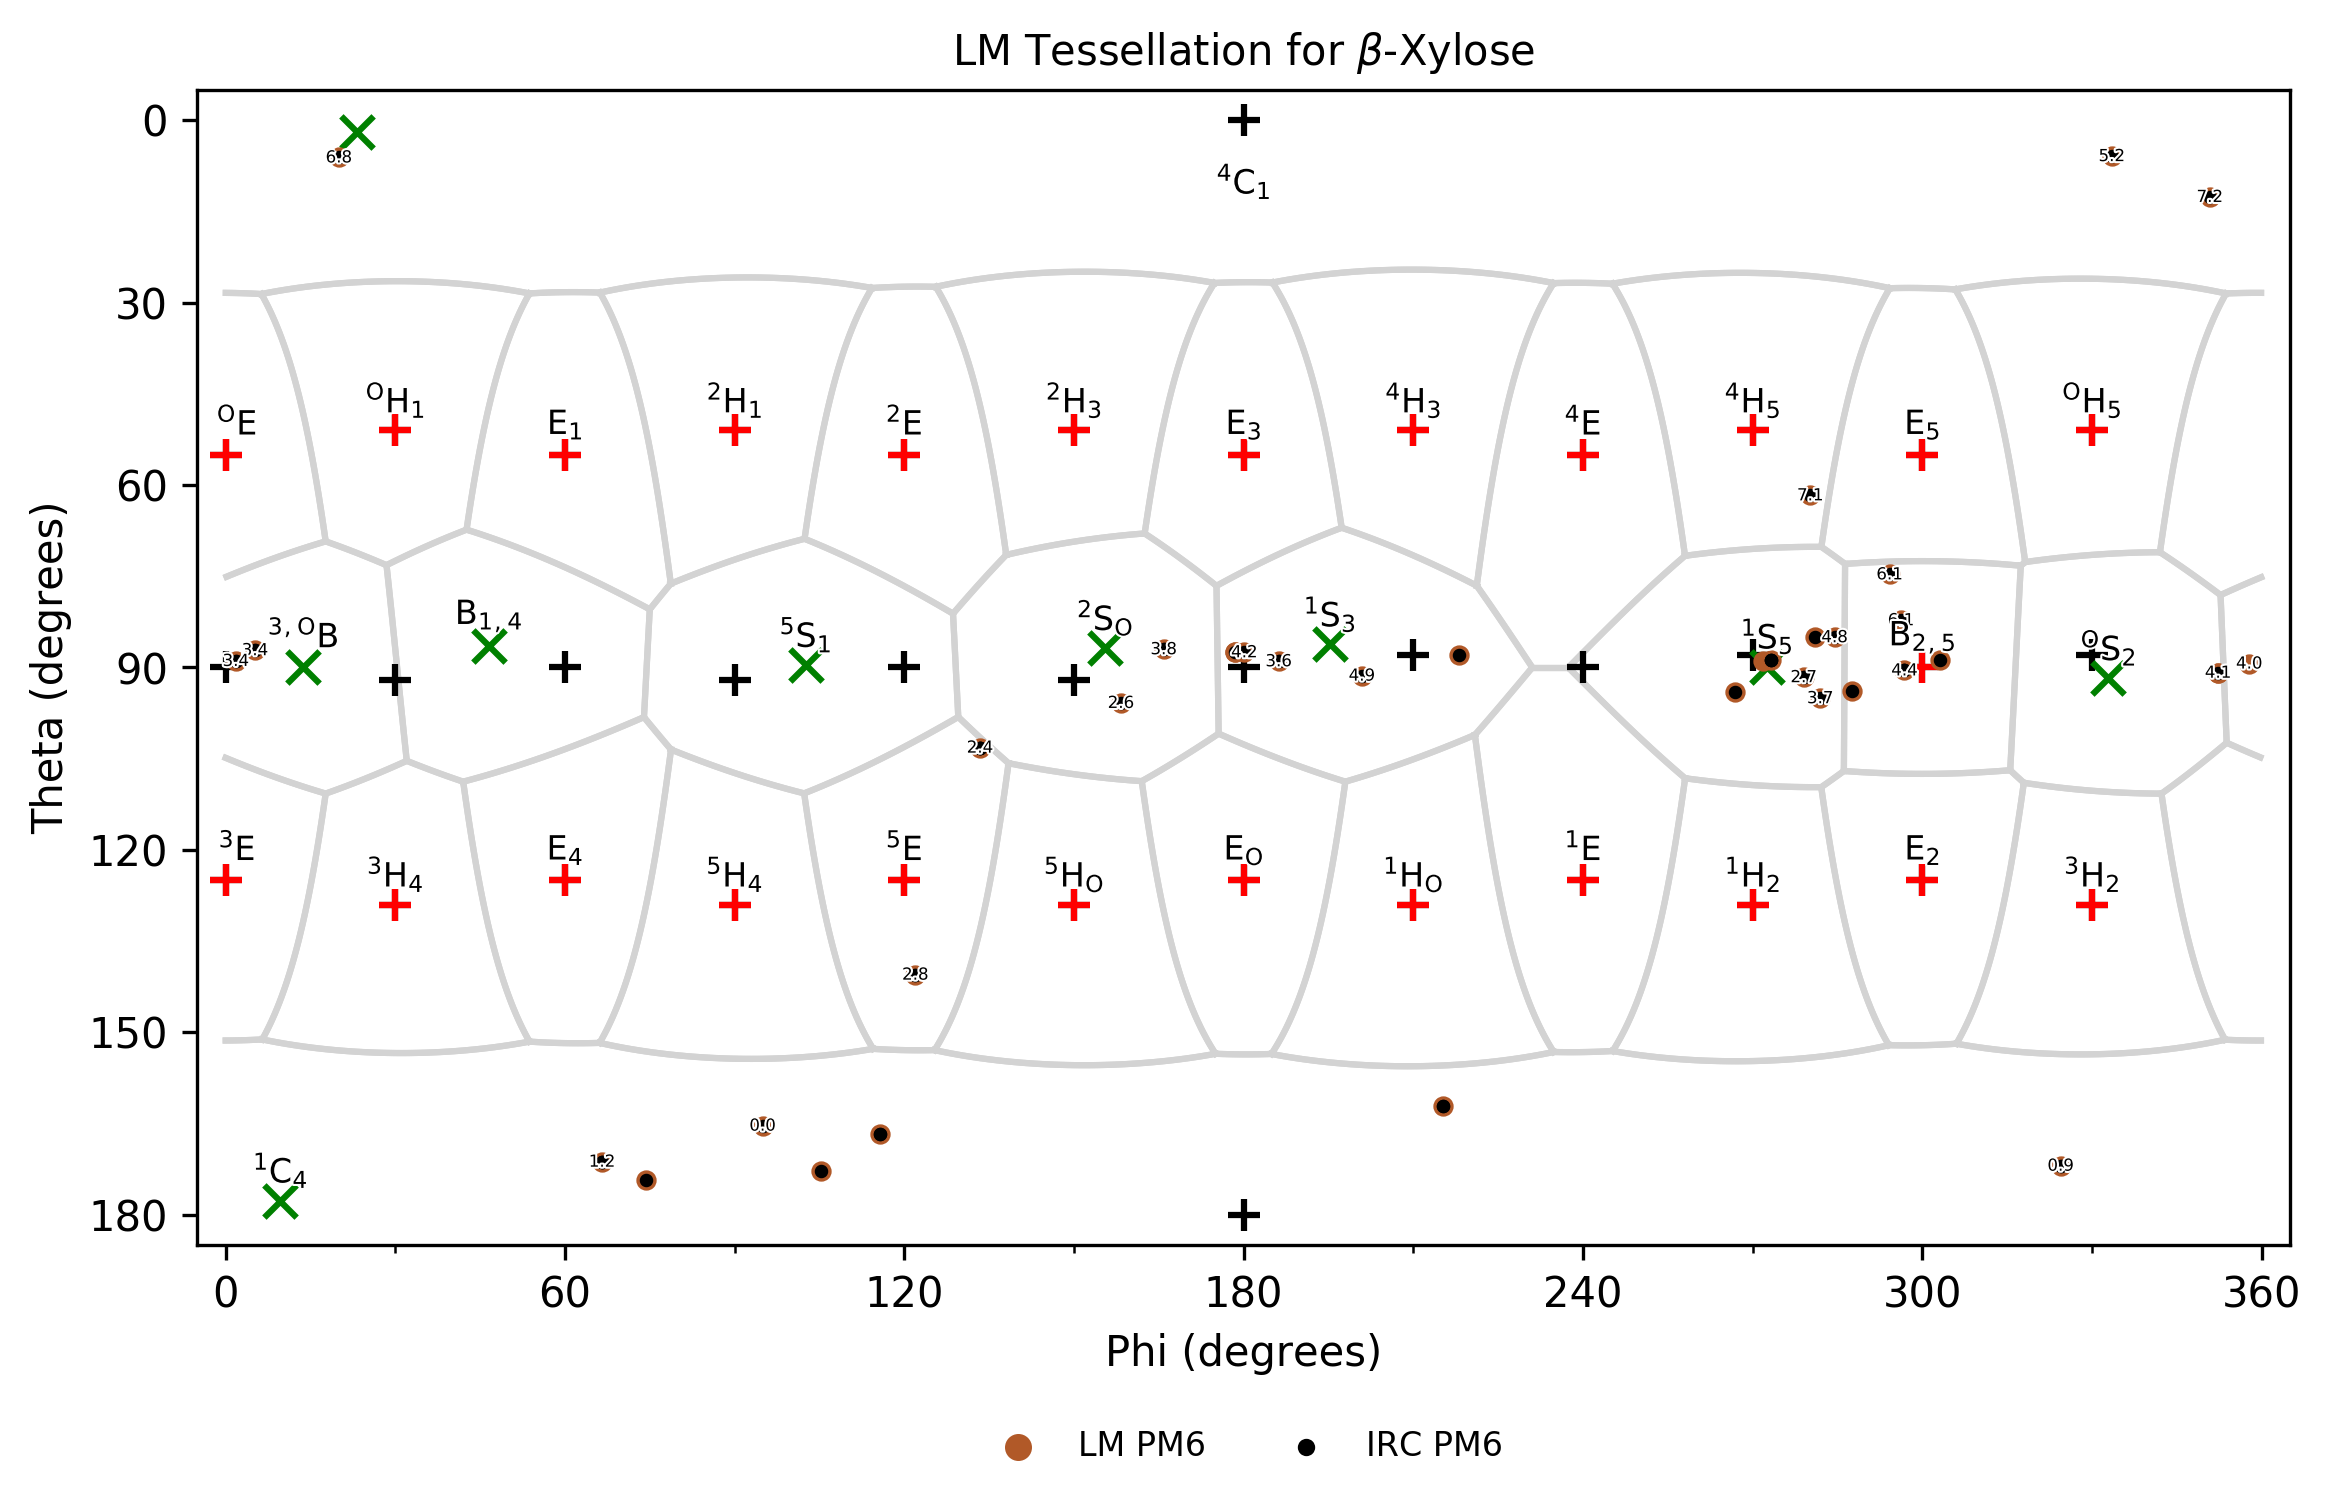 LM Tessellation for β-Xylose
0
30
60
90
120
150
180
Theta (degrees)
6.8
5.2
7.2
⁴C₁
ᴼE
ᴼH₁
E₁
²H₁
²E
²H₃
E₃
⁴H₃
⁴E
⁴H₅
E₅
ᴼH₅
7.1
6.1
6.1
³,ᴼB
B₁,₄
⁵S₁
²Sₒ
¹S₃
¹S₅
B₂,₅
ᴼS₂
3.4
3.4
3.8
4.2
3.6
4.9
2.6
2.4
4.8
2.7
3.7
4.4
4.1
4.0
³E
³H₄
E₄
⁵H₄
⁵E
⁵Hₒ
Eₒ
¹Hₒ
¹E
¹H₂
E₂
³H₂
2.8
0.0
1.2
0.9
¹C₄
0 60 120 180 240 300 360
Phi (degrees)
LM PM6 IRC PM6